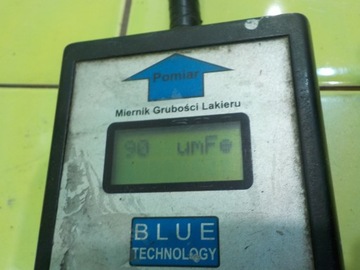 Pomiar
Miernik Grubości Lakieru
90 umFe
BLUE
TECHNOLOGY